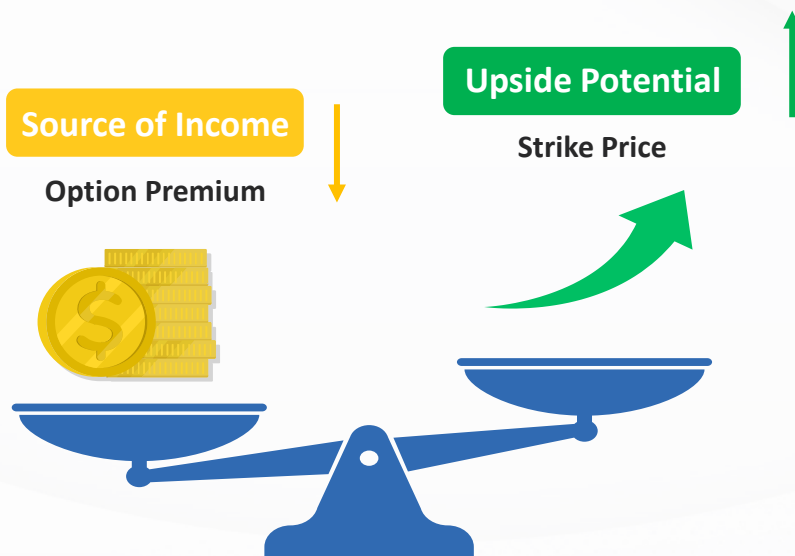 Source of Income
Option Premium
Upside Potential
Strike Price
$